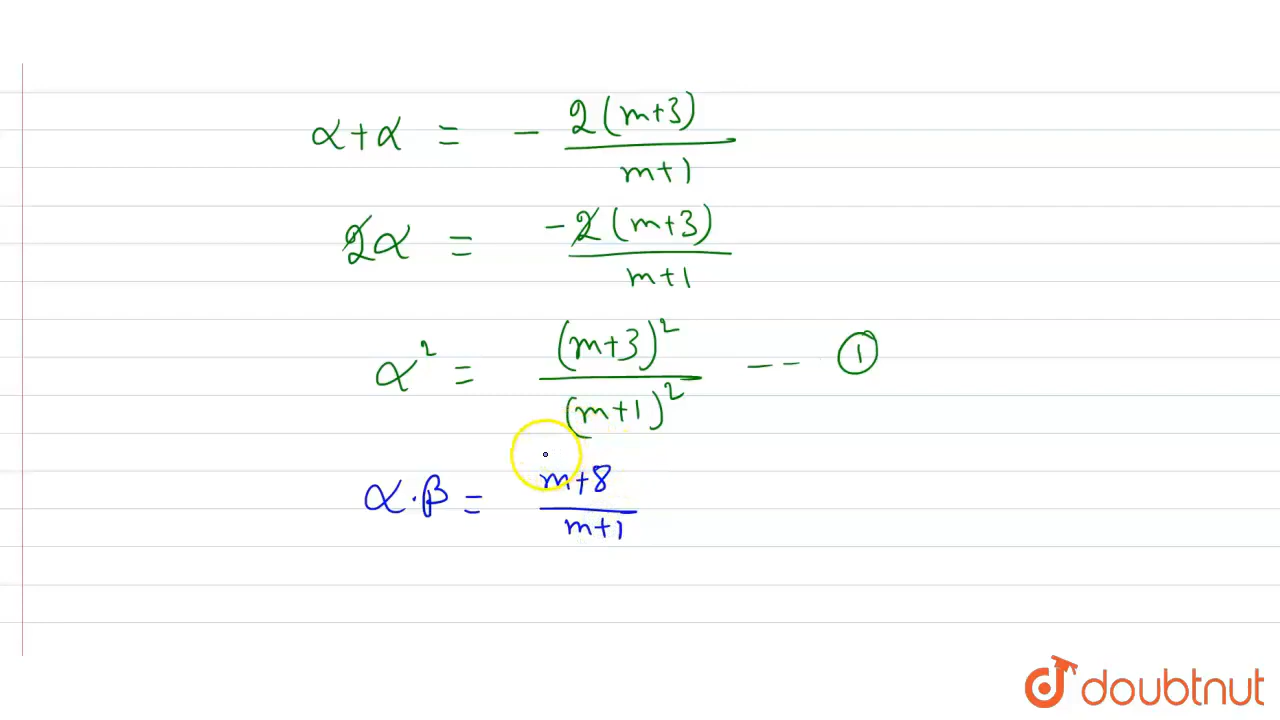 α+α = - 2(m+3)/m+1
2α = -2(m+3)/m+1
α² = (m+3)²/(m+1)² -- ①
α.β = m+8/m+1
doubtnut